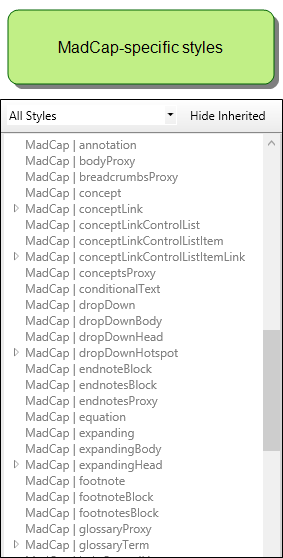 MadCap-specific styles
All Styles Hide Inherited
MadCap | annotation
MadCap | bodyProxy
MadCap | breadcrumbsProxy
MadCap | concept
MadCap | conceptLink
MadCap | conceptLinkControlList
MadCap | conceptLinkControlListItem
MadCap | conceptLinkControlListItemLink
MadCap | conceptsProxy
MadCap | conditionalText
MadCap | dropDown
MadCap | dropDownBody
MadCap | dropDownHead
MadCap | dropDownHotspot
MadCap | endnoteBlock
MadCap | endnotesBlock
MadCap | endnotesProxy
MadCap | equation
MadCap | expanding
MadCap | expandingBody
MadCap | expandingHead
MadCap | footnote
MadCap | footnoteBlock
MadCap | footnotesBlock
MadCap | glossaryProxy
MadCap | glossaryTerm